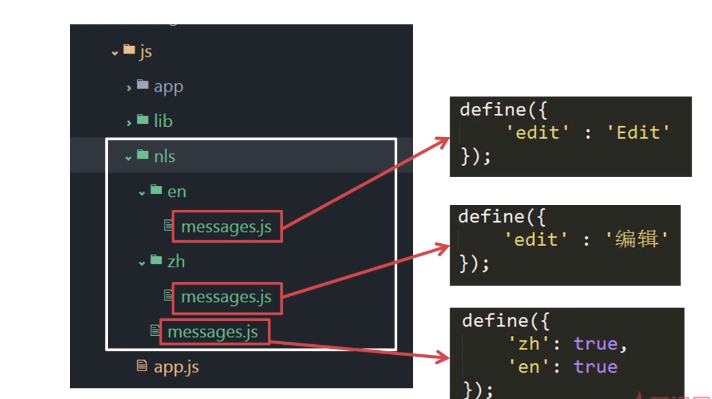 js
app
lib
nls
en
messages.js
zh
messages.js
messages.js
app.js
define({
'edit' : 'Edit'
});
define({
'edit' : '编辑'
});
define({
'zh': true,
'en': true
});